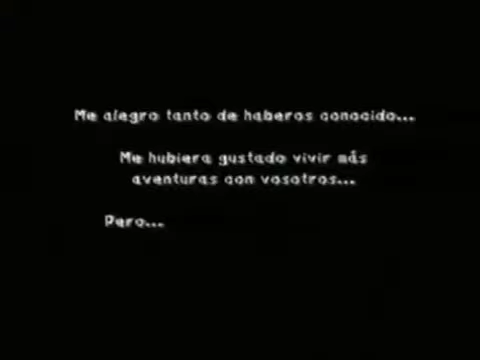 Me alegro tanto de haberos conocido...
Me hubiera gustado vivir más
aventuras con vosotros...
Pero...